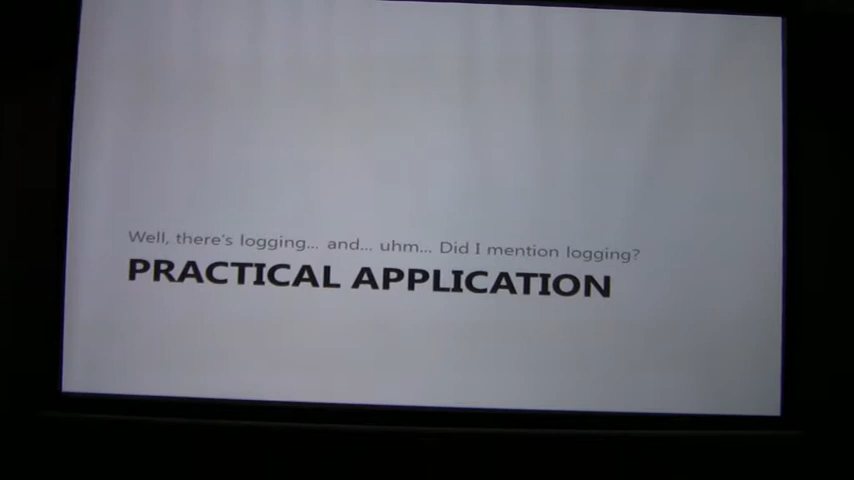 Well, there's logging... and... uhm... Did I mention logging?
PRACTICAL APPLICATION